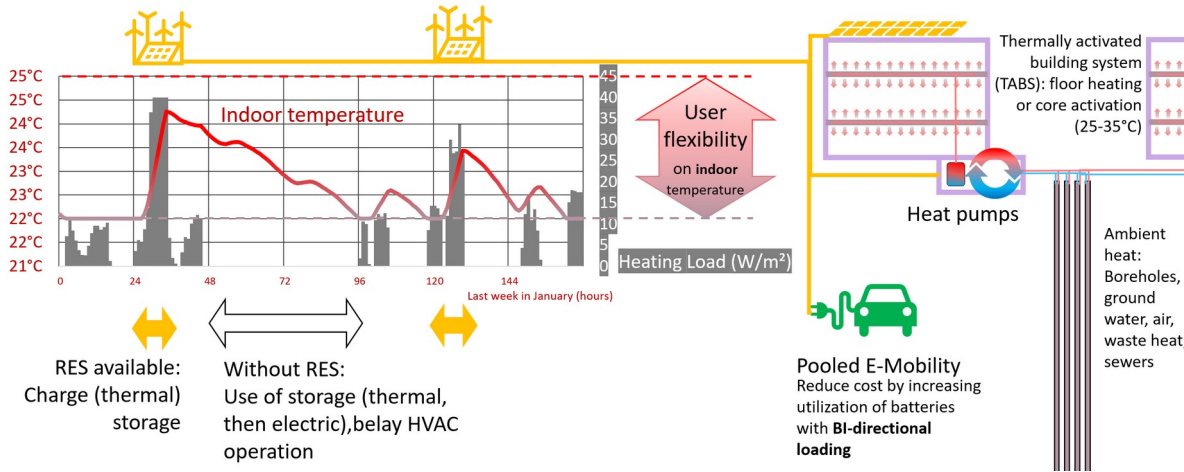 25°C
25°C
24°C
24°C
23°C
23°C
22°C
22°C
21°C
Indoor temperature
0
24
48
72
96
120
144
Last week in January (hours)
45
40
35
30
25
20
15
10
5
0
Heating Load (W/m²)
User
flexibility
on indoor
temperature
RES available:
Charge (thermal)
storage
Without RES:
Use of storage (thermal,
then electric),belay HVAC
operation
Thermally activated
building system
(TABS): floor heating
or core activation
(25-35°C)
Heat pumps
Ambient
heat:
Boreholes,
ground
water, air,
waste heat,
sewers
Pooled E-Mobility
Reduce cost by increasing
utilization of batteries
with BI-directional
loading